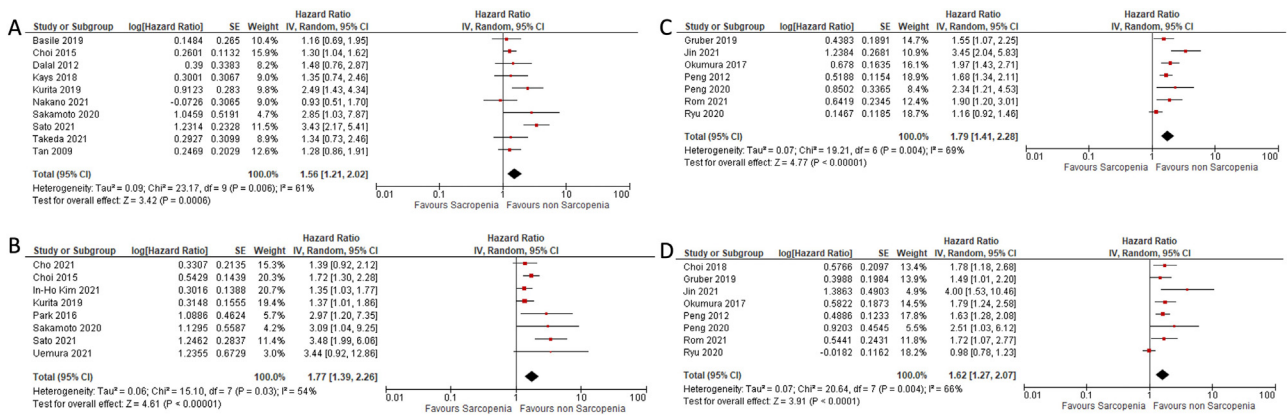 A
Hazard Ratio Hazard Ratio
Study or Subgroup log[Hazard Ratio] SE Weight IV, Random, 95% CI IV, Random, 95% CI
Basile 2019 0.1484 0.265 10.4% 1.16 [0.69, 1.95]
Choi 2015 0.2601 0.1132 15.9% 1.30 [1.04, 1.62]
Dalal 2012 0.39 0.3383 8.2% 1.48 [0.76, 2.87]
Kays 2018 0.3001 0.3067 9.0% 1.35 [0.74, 2.46]
Kurita 2019 0.9123 0.283 9.8% 2.49 [1.43, 4.34]
Nakano 2021 -0.0726 0.3065 9.0% 0.93 [0.51, 1.70]
Sakamoto 2020 1.0459 0.5191 4.7% 2.85 [1.03, 7.87]
Sato 2021 1.2314 0.2328 11.5% 3.43 [2.17, 5.41]
Takeda 2021 0.2927 0.3099 8.9% 1.34 [0.73, 2.46]
Tan 2009 0.2469 0.2029 12.6% 1.28 [0.86, 1.91]
Total (95% CI) 100.0% 1.56 [1.21, 2.02]
Heterogeneity: Tau² = 0.09; Chi² = 23.17, df = 9 (P = 0.006); I² = 61%
Test for overall effect: Z = 3.42 (P = 0.0006)
0.01 0.1 1 10 100
Favours Sacropenia Favours non Sarcopenia
B
Hazard Ratio Hazard Ratio
Study or Subgroup log[Hazard Ratio] SE Weight IV, Random, 95% CI IV, Random, 95% CI
Cho 2021 0.3307 0.2135 15.3% 1.39 [0.92, 2.12]
Choi 2015 0.5429 0.1439 20.3% 1.72 [1.30, 2.28]
In-Ho Kim 2021 0.3016 0.1388 20.7% 1.35 [1.03, 1.77]
Kurita 2019 0.3148 0.1555 19.4% 1.37 [1.01, 1.86]
Park 2016 1.0886 0.4624 5.7% 2.97 [1.20, 7.35]
Sakamoto 2020 1.1295 0.5587 4.2% 3.09 [1.04, 9.25]
Sato 2021 1.2462 0.2837 11.4% 3.48 [1.99, 6.06]
Uemura 2021 1.2355 0.6729 3.0% 3.44 [0.92, 12.86]
Total (95% CI) 100.0% 1.77 [1.39, 2.26]
Heterogeneity: Tau² = 0.06; Chi² = 15.10, df = 7 (P = 0.03); I² = 54%
Test for overall effect: Z = 4.61 (P < 0.00001)
0.01 0.1 1 10 100
Favours Sarcopenia Favours non Sarcopenia
C
Hazard Ratio Hazard Ratio
Study or Subgroup log[Hazard Ratio] SE Weight IV, Random, 95% CI IV, Random, 95% CI
Gruber 2019 0.4383 0.1891 14.7% 1.55 [1.07, 2.25]
Jin 2021 1.2384 0.2681 10.8% 3.45 [2.04, 5.83]
Okumura 2017 0.678 0.1635 16.1% 1.97 [1.43, 2.71]
Peng 2012 0.5188 0.1154 18.9% 1.68 [1.34, 2.11]
Peng 2020 0.8502 0.3365 8.4% 2.34 [1.21, 4.53]
Rom 2021 0.6419 0.2345 12.4% 1.90 [1.20, 3.01]
Ryu 2020 0.1467 0.1185 18.7% 1.16 [0.92, 1.46]
Total (95% CI) 100.0% 1.79 [1.41, 2.28]
Heterogeneity: Tau² = 0.07; Chi² = 19.21, df = 6 (P = 0.004); I² = 69%
Test for overall effect: Z = 4.77 (P < 0.00001)
0.01 0.1 1 10 100
Favours Sarcopenia Favours non Sarcopenia
D
Hazard Ratio Hazard Ratio
Study or Subgroup log[Hazard Ratio] SE Weight IV, Random, 95% CI IV, Random, 95% CI
Choi 2018 0.5766 0.2097 13.4% 1.78 [1.18, 2.68]
Gruber 2019 0.3988 0.1984 14.0% 1.49 [1.01, 2.20]
Jin 2021 1.3863 0.4903 4.9% 4.00 [1.53, 10.46]
Okumura 2017 0.5822 0.1873 14.5% 1.79 [1.24, 2.58]
Peng 2012 0.4886 0.1233 17.8% 1.63 [1.28, 2.08]
Peng 2020 0.9203 0.4545 5.5% 2.51 [1.03, 6.12]
Rom 2021 0.5441 0.2431 11.7% 1.72 [1.07, 2.77]
Ryu 2020 -0.0182 0.1162 18.2% 0.98 [0.78, 1.23]
Total (95% CI) 100.0% 1.62 [1.27, 2.07]
Heterogeneity: Tau² = 0.07; Chi² = 20.64, df = 7 (P = 0.004); I² = 66%
Test for overall effect: Z = 3.91 (P < 0.0001)
0.01 0.1 1 10 100
Favours Sarcopenia Favours non Sarcopenia